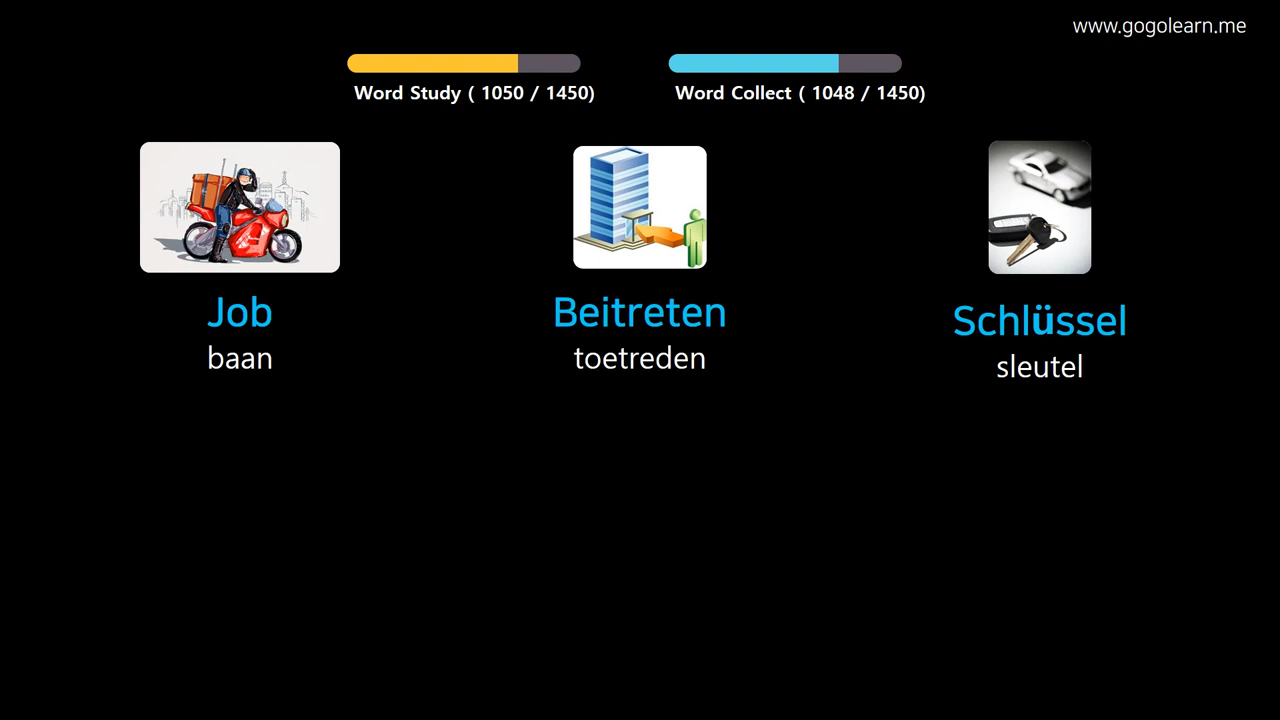 www.gogolearn.me
Word Study ( 1050 / 1450)
Word Collect ( 1048 / 1450)
Job
baan
Beitreten
toetreden
Schlüssel
sleutel